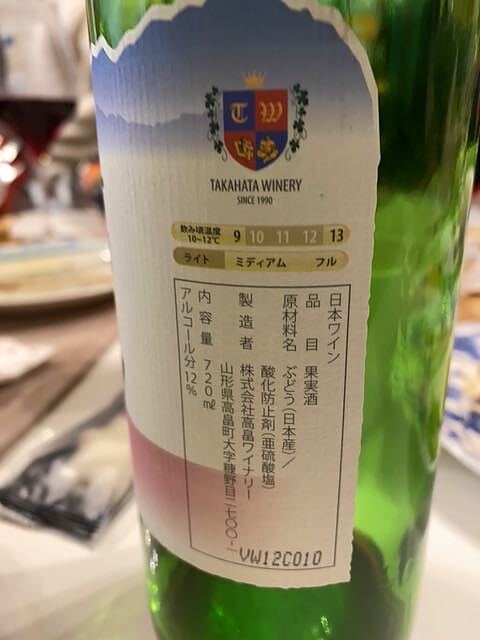 T W
TAKAHATA WINERY
SINCE 1990
飲み頃温度
10~12℃
9 10 11 12 13
ライト ミディアム フル
日本ワイン
品目 果実酒
原材料名 ぶどう(日本産)/
酸化防止剤(亜硫酸塩)
製造者 株式会社高畠ワイナリー
山形県高畠町大字糠野目二七〇〇-一
内容量 720㎖
アルコール分12%
VW12C010